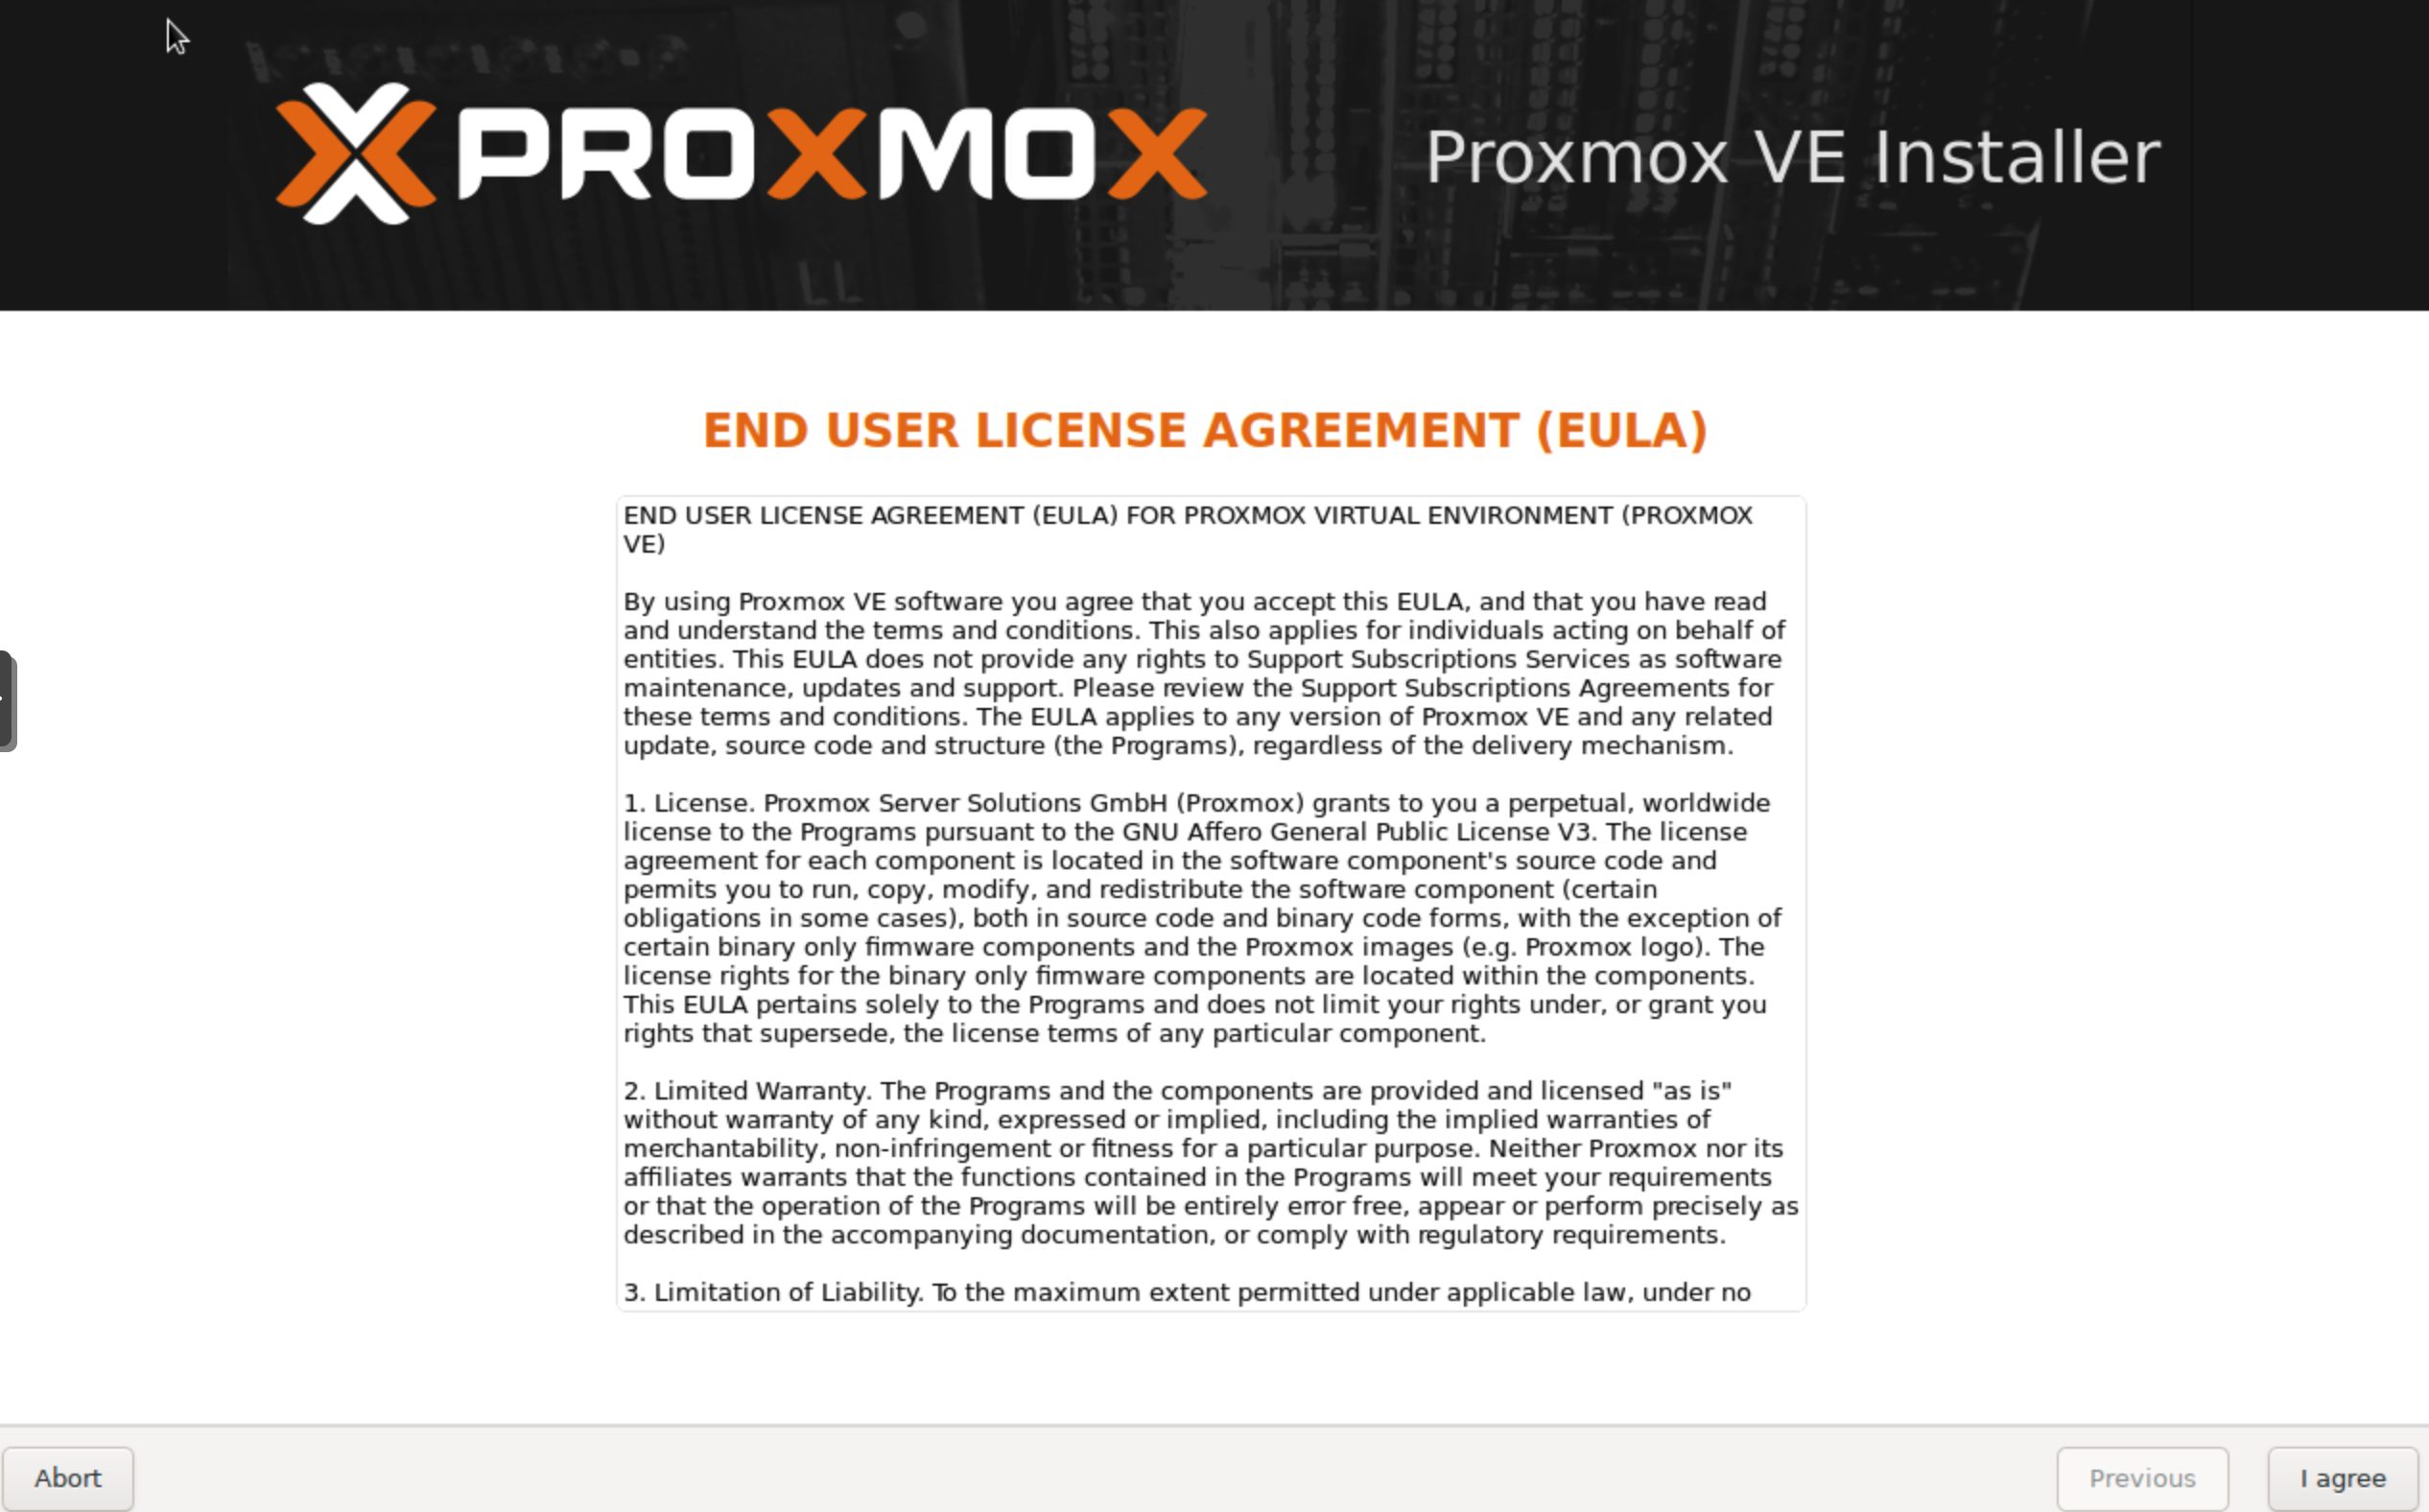 PROXMOX
Proxmox VE Installer
END USER LICENSE AGREEMENT (EULA)
END USER LICENSE AGREEMENT (EULA) FOR PROXMOX VIRTUAL ENVIRONMENT (PROXMOX
VE)
By using Proxmox VE software you agree that you accept this EULA, and that you have read
and understand the terms and conditions. This also applies for individuals acting on behalf of
entities. This EULA does not provide any rights to Support Subscriptions Services as software
maintenance, updates and support. Please review the Support Subscriptions Agreements for
these terms and conditions. The EULA applies to any version of Proxmox VE and any related
update, source code and structure (the Programs), regardless of the delivery mechanism.
1. License. Proxmox Server Solutions GmbH (Proxmox) grants to you a perpetual, worldwide
license to the Programs pursuant to the GNU Affero General Public License V3. The license
agreement for each component is located in the software component's source code and
permits you to run, copy, modify, and redistribute the software component (certain
obligations in some cases), both in source code and binary code forms, with the exception of
certain binary only firmware components and the Proxmox images (e.g. Proxmox logo). The
license rights for the binary only firmware components are located within the components.
This EULA pertains solely to the Programs and does not limit your rights under, or grant you
rights that supersede, the license terms of any particular component.
2. Limited Warranty. The Programs and the components are provided and licensed "as is"
without warranty of any kind, expressed or implied, including the implied warranties of
merchantability, non-infringement or fitness for a particular purpose. Neither Proxmox nor its
affiliates warrants that the functions contained in the Programs will meet your requirements
or that the operation of the Programs will be entirely error free, appear or perform precisely as
described in the accompanying documentation, or comply with regulatory requirements.
3. Limitation of Liability. To the maximum extent permitted under applicable law, under no
Abort
Previous
I agree